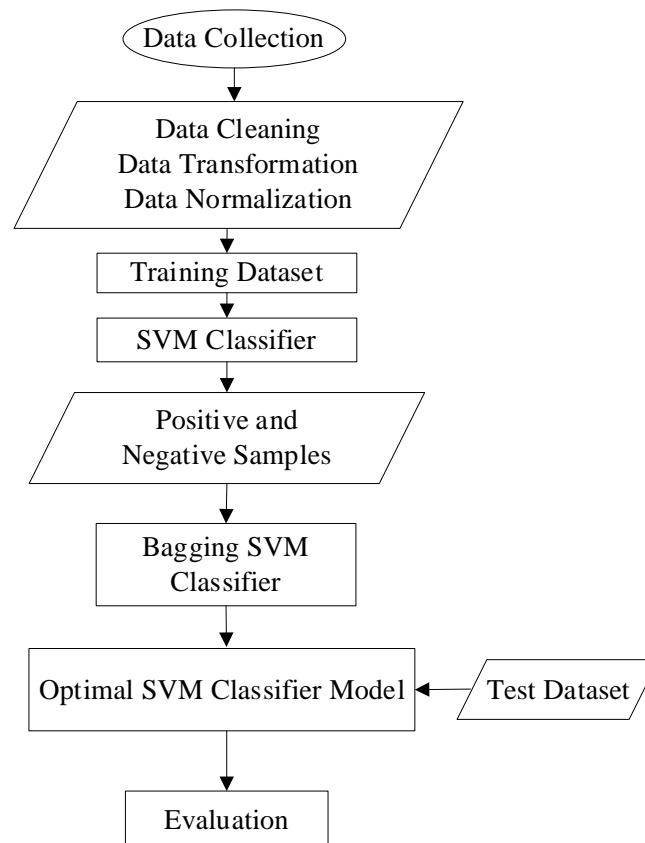 Data Collection
Data Cleaning
Data Transformation
Data Normalization
Training Dataset
SVM Classifier
Positive and
Negative Samples
Bagging SVM
Classifier
Optimal SVM Classifier Model
Test Dataset
Evaluation